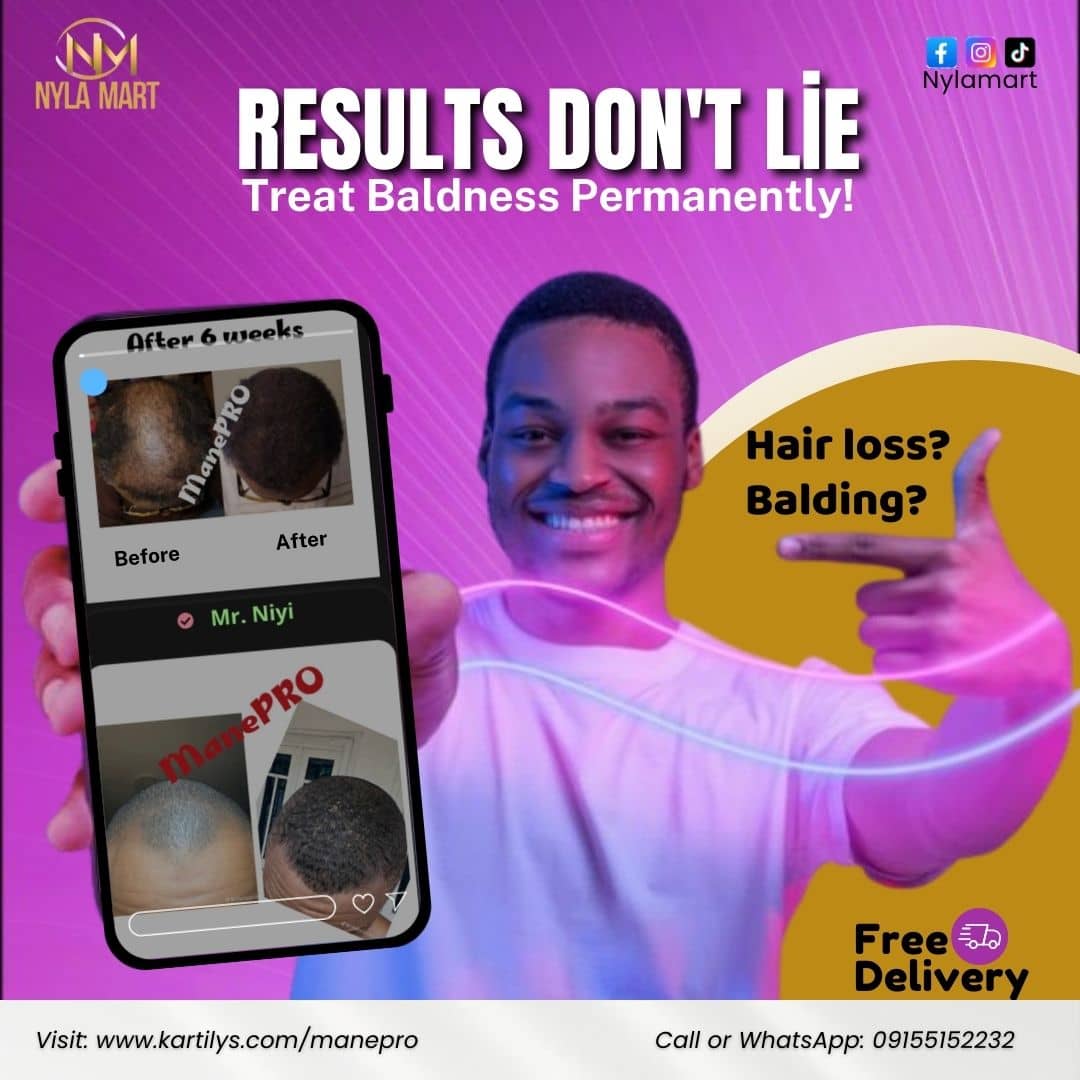 NM
NYLA MART
Nylamart
RESULTS DON'T LİE
Treat Baldness Permanently!
After 6 weeks
ManePRO
Before
After
Mr. Niyi
ManePRO
Hair loss?
Balding?
Free
Delivery
Visit: www.kartilys.com/manepro
Call or WhatsApp: 09155152232